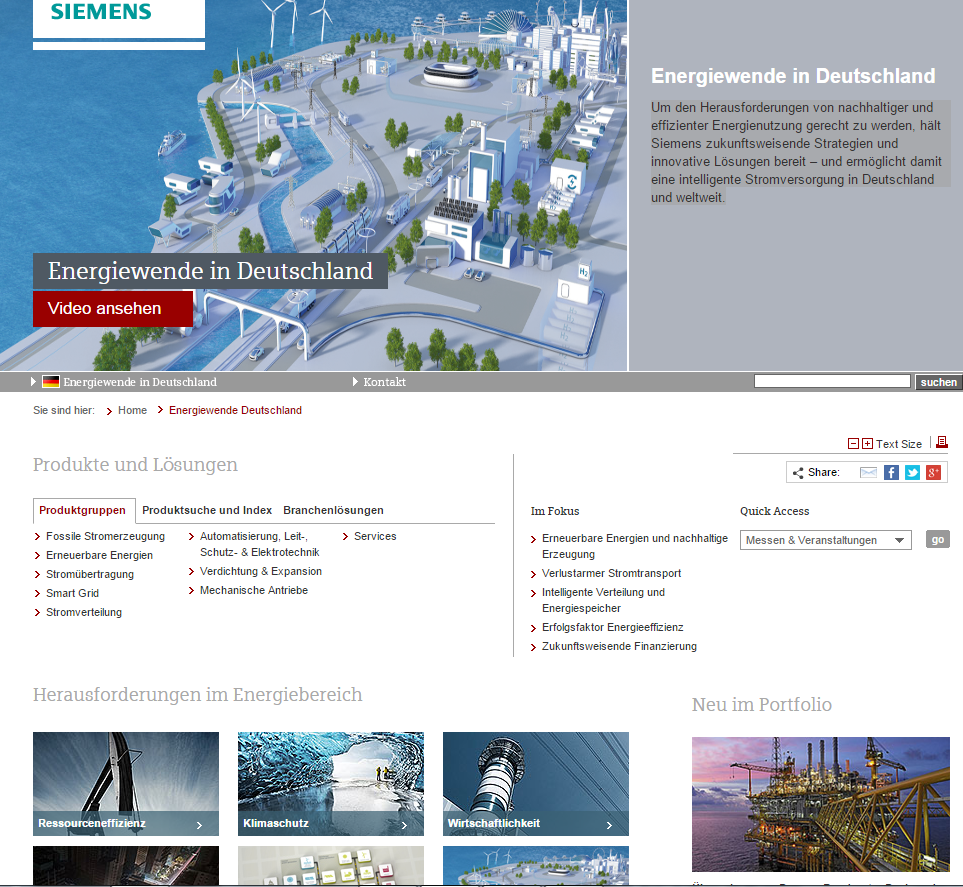 SIEMENS
Energiewende in Deutschland
Um den Herausforderungen von nachhaltiger und
effizienter Energienutzung gerecht zu werden, hält
Siemens zukunftsweisende Strategien und
innovative Lösungen bereit – und ermöglicht damit
eine intelligente Stromversorgung in Deutschland
und weltweit.
Energiewende in Deutschland
Video ansehen
H₂
Energiewende in Deutschland
Kontakt
suchen
Sie sind hier: Home Energiewende Deutschland
Text Size
Share:
Produkte und Lösungen
Produktgruppen Produktsuche und Index Branchenlösungen
Fossile Stromerzeugung
Erneuerbare Energien
Stromübertragung
Smart Grid
Stromverteilung
Automatisierung, Leit-,
Schutz- & Elektrotechnik
Verdichtung & Expansion
Mechanische Antriebe
Services
Im Fokus
Erneuerbare Energien und nachhaltige
Erzeugung
Verlustarmer Stromtransport
Intelligente Verteilung und
Energiespeicher
Erfolgsfaktor Energieeffizienz
Zukunftsweisende Finanzierung
Quick Access
Messen & Veranstaltungen
go
Herausforderungen im Energiebereich
Ressourceneffizienz
Klimaschutz
Wirtschaftlichkeit
Neu im Portfolio